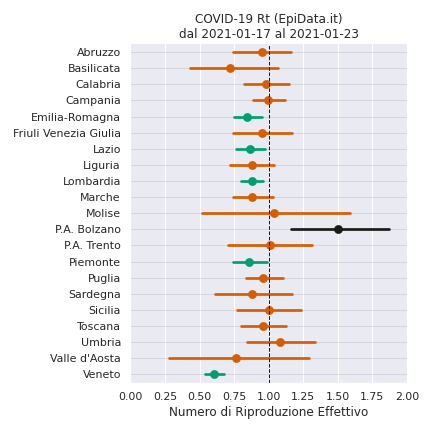 COVID-19 Rt (EpiData.it)
dal 2021-01-17 al 2021-01-23
Abruzzo
Basilicata
Calabria
Campania
Emilia-Romagna
Friuli Venezia Giulia
Lazio
Liguria
Lombardia
Marche
Molise
P.A. Bolzano
P.A. Trento
Piemonte
Puglia
Sardegna
Sicilia
Toscana
Umbria
Valle d'Aosta
Veneto
0.00 0.25 0.50 0.75 1.00 1.25 1.50 1.75 2.00
Numero di Riproduzione Effettivo